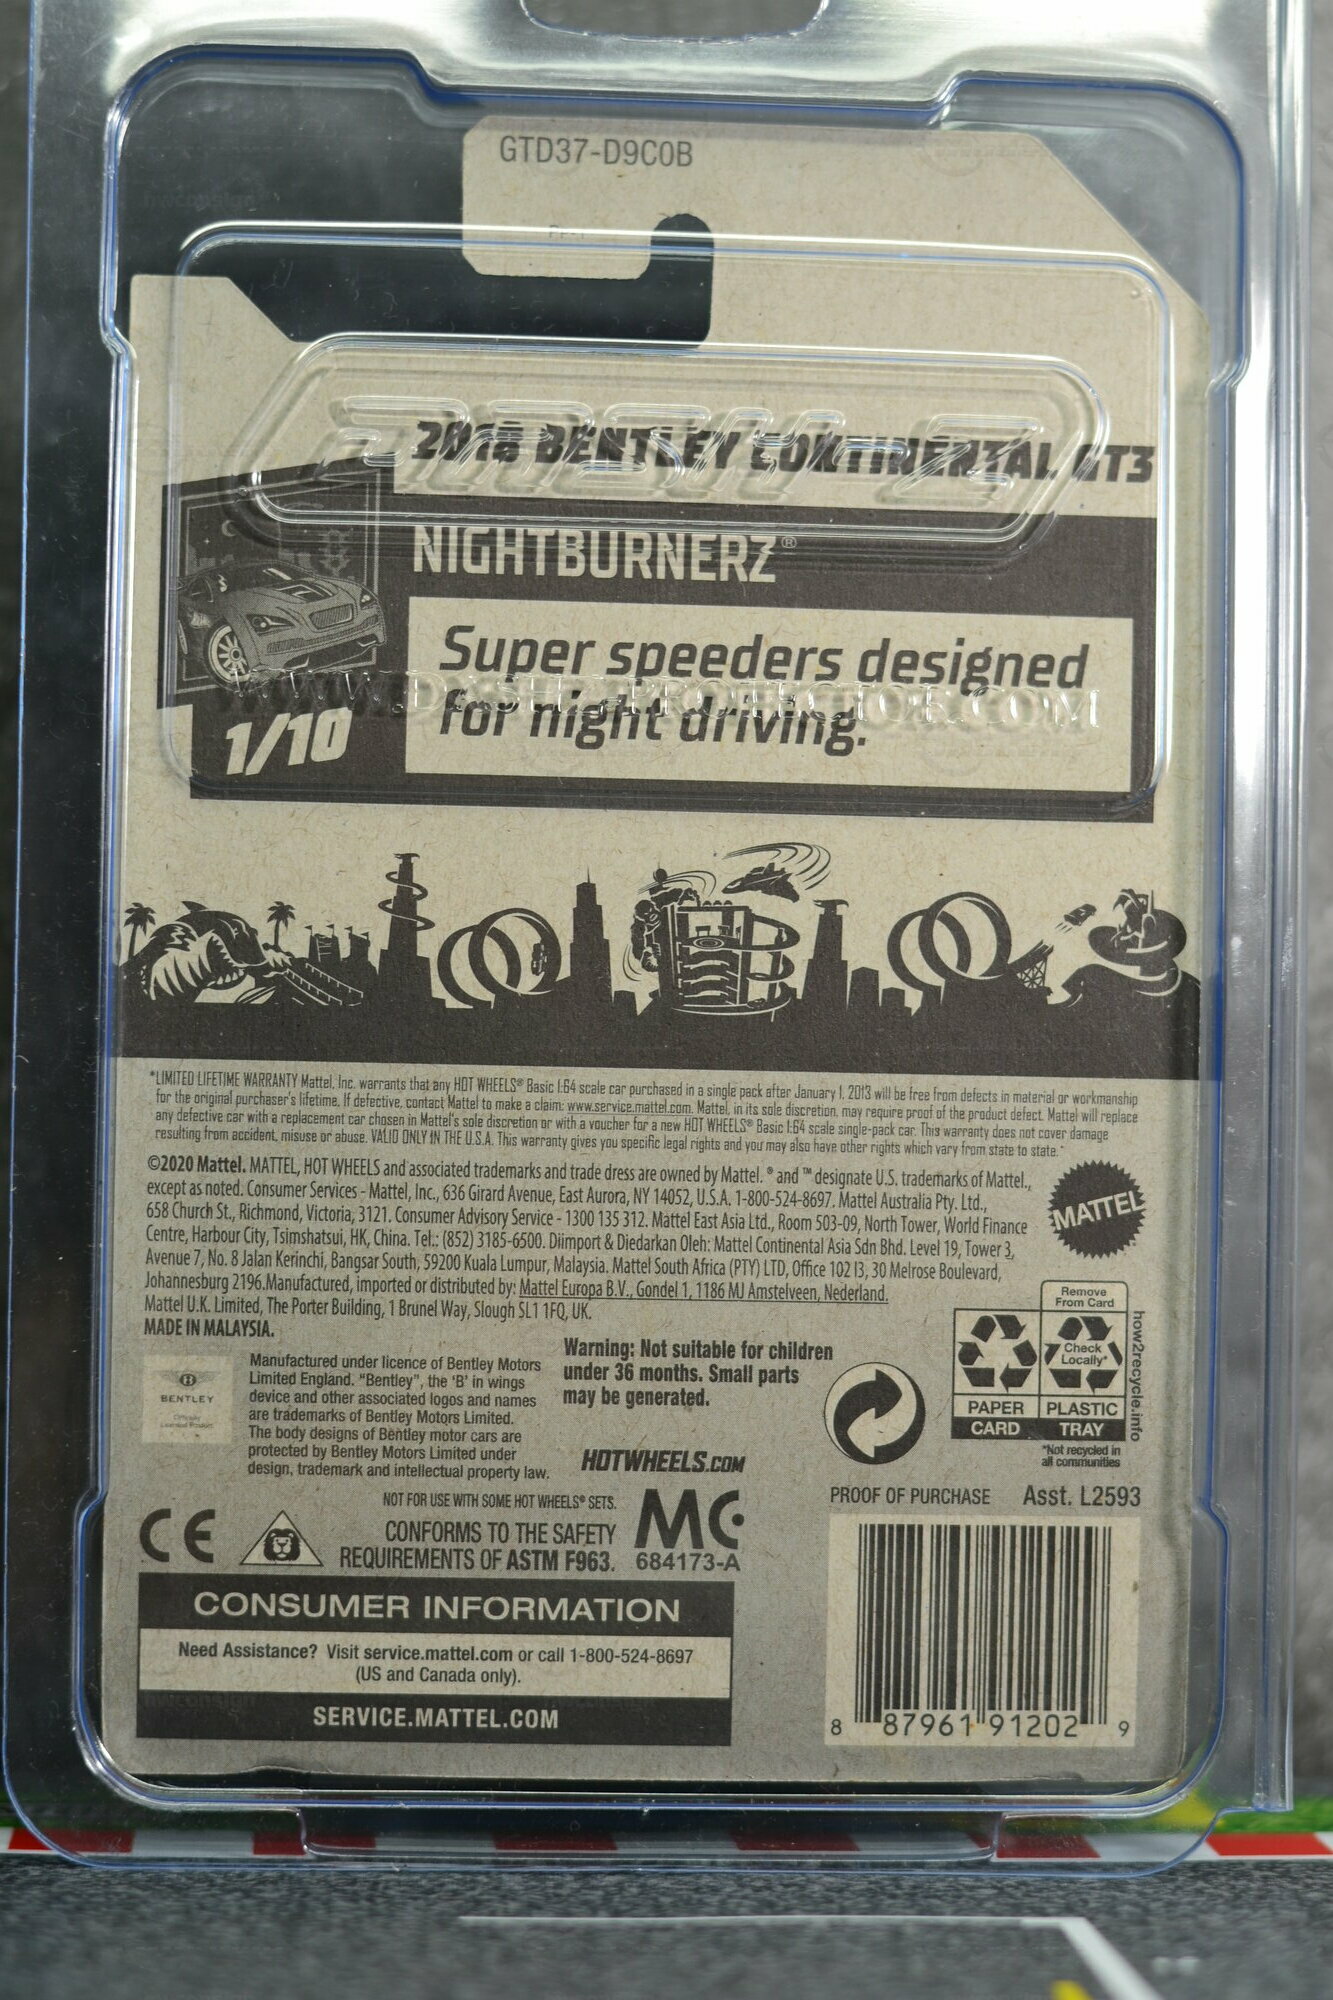 GTD37-D9C0B
2018 BENTLEY CONTINENTAL GT3
NIGHTBURNERZ®
Super speeders designed
for night driving.
1/10
WWW.DASHZPROTECTOR.COM
*LIMITED LIFETIME WARRANTY Mattel, Inc. warrants that any HOT WHEELS® Basic 1:64 scale car purchased in a single pack after January 1, 2013 will be free from defects in material or workmanship
for the original purchaser's lifetime. If defective, contact Mattel to make a claim: www.service.mattel.com. Mattel, in its sole discretion, may require proof of the product defect. Mattel will replace
any defective car with a replacement car chosen in Mattel's sole discretion or with a voucher for a new HOT WHEELS® Basic 1:64 scale single-pack car. This warranty does not cover damage
resulting from accident, misuse or abuse. VALID ONLY IN THE U.S.A. This warranty gives you specific legal rights and you may also have other rights which vary from state to state.*
©2020 Mattel. MATTEL, HOT WHEELS and associated trademarks and trade dress are owned by Mattel. ® and ™ designate U.S. trademarks of Mattel,
except as noted. Consumer Services - Mattel, Inc., 636 Girard Avenue, East Aurora, NY 14052, U.S.A. 1-800-524-8697. Mattel Australia Pty. Ltd.,
658 Church St., Richmond, Victoria, 3121. Consumer Advisory Service - 1300 135 312. Mattel East Asia Ltd., Room 503-09, North Tower, World Finance
Centre, Harbour City, Tsimshatsui, HK, China. Tel.: (852) 3185-6500. Diimport & Diedarkan Oleh: Mattel Continental Asia Sdn Bhd. Level 19, Tower 3,
Avenue 7, No. 8 Jalan Kerinchi, Bangsar South, 59200 Kuala Lumpur, Malaysia. Mattel South Africa (PTY) LTD, Office 102 I3, 30 Melrose Boulevard,
Johannesburg 2196.Manufactured, imported or distributed by: Mattel Europa B.V., Gondel 1, 1186 MJ Amstelveen, Nederland.
Mattel U.K. Limited, The Porter Building, 1 Brunel Way, Slough SL1 1FQ, UK.
MADE IN MALAYSIA.
MATTEL
BENTLEY
Officially
Licensed Product
Manufactured under licence of Bentley Motors
Limited England. "Bentley", the 'B' in wings
device and other associated logos and names
are trademarks of Bentley Motors Limited.
The body designs of Bentley motor cars are
protected by Bentley Motors Limited under
design, trademark and intellectual property law.
Warning: Not suitable for children
under 36 months. Small parts
may be generated.
HOTWHEELS.COM
Remove
From Card
Check
Locally*
PAPER
CARD
PLASTIC
TRAY
*Not recycled in
all communities
how2recycle.info
NOT FOR USE WITH SOME HOT WHEELS® SETS.
CE
CONFORMS TO THE SAFETY
REQUIREMENTS OF ASTM F963.
MC
684173-A
PROOF OF PURCHASE Asst. L2593
8 87961 91202 9
CONSUMER INFORMATION
Need Assistance? Visit service.mattel.com or call 1-800-524-8697
(US and Canada only).
SERVICE.MATTEL.COM